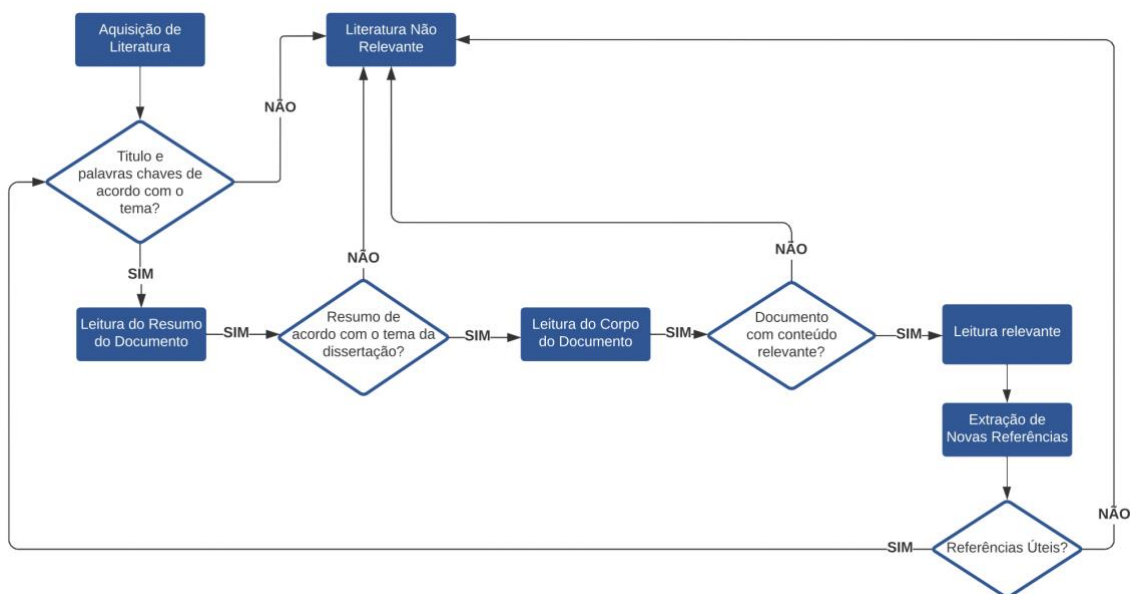 Aquisição de
Literatura
Literatura Não
Relevante
NÃO
Titulo e
palavras chaves de
acordo com o
tema?
SIM
NÃO
NÃO
Leitura do Resumo
do Documento
SIM
Resumo de
acordo com o tema da
dissertação?
SIM
Leitura do Corpo
do Documento
SIM
Documento
com conteúdo
relevante?
SIM
Leitura relevante
Extração de
Novas Referências
NÃO
SIM
Referências Úteis?